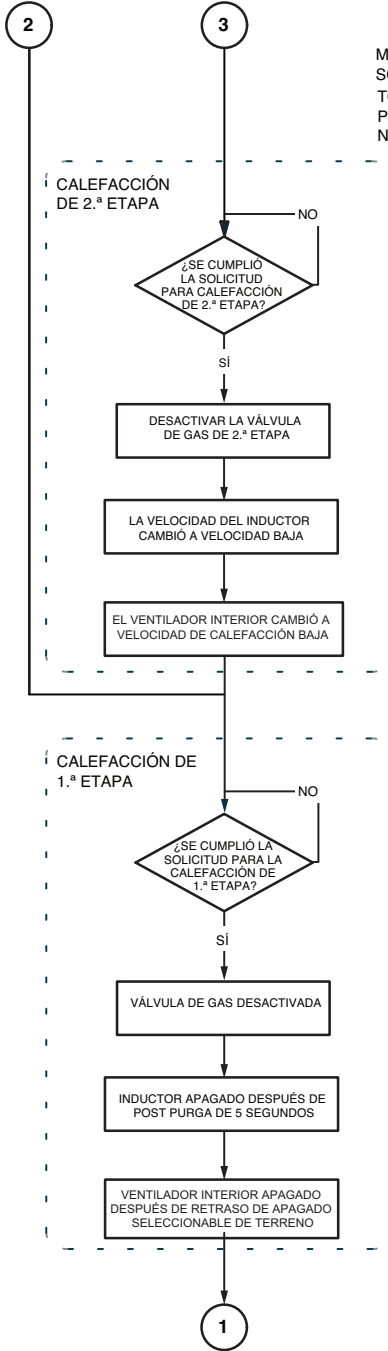 2
3
CALEFACCIÓN
DE 2.ª ETAPA
NO
¿SE CUMPLIÓ
LA SOLICITUD
PARA CALEFACCIÓN
DE 2.ª ETAPA?
SÍ
DESACTIVAR LA VÁLVULA
DE GAS DE 2.ª ETAPA
LA VELOCIDAD DEL INDUCTOR
CAMBIÓ A VELOCIDAD BAJA
EL VENTILADOR INTERIOR CAMBIÓ A
VELOCIDAD DE CALEFACCIÓN BAJA
CALEFACCIÓN DE
1.ª ETAPA
NO
¿SE CUMPLIÓ LA
SOLICITUD PARA LA
CALEFACCIÓN DE
1.ª ETAPA?
SÍ
VÁLVULA DE GAS DESACTIVADA
INDUCTOR APAGADO DESPUÉS DE
POST PURGA DE 5 SEGUNDOS
VENTILADOR INTERIOR APAGADO
DESPUÉS DE RETRASO DE APAGADO
SELECCIONABLE DE TERRENO
1